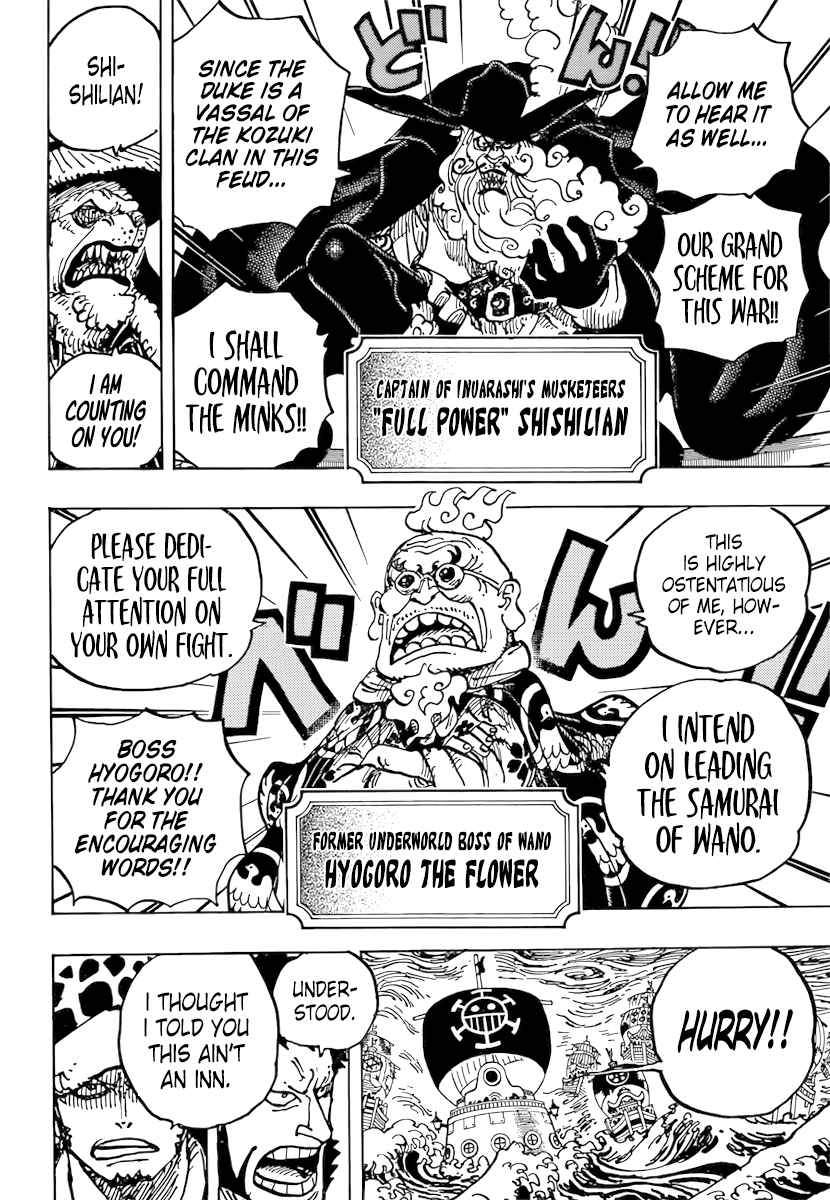 どん!
ALLOW ME
TO HEAR IT
AS WELL...
OUR GRAND
SCHEME FOR
THIS WAR!!
SINCE THE
DUKE IS A
VASSAL OF
THE KOZUKI
CLAN IN THIS
FEUD...
I SHALL
COMMAND
THE MINKS!!
CAPTAIN OF INUARASHI'S MUSKETEERS
"FULL POWER" SHISHILIAN
SHI-
SHILIAN!
I AM
COUNTING
ON YOU!
THIS
IS HIGHLY
OSTENTATIOUS
OF ME, HOW-
EVER...
I INTEND
ON LEADING
THE SAMURAI
OF WANO.
べん!!
PLEASE DEDI-
CATE YOUR FULL
ATTENTION ON
YOUR OWN FIGHT.
BOSS
HYOGORO!!
THANK YOU
FOR THE
ENCOURAGING
WORDS!!
FORMER UNDERWORLD BOSS OF WANO
HYOGORO THE FLOWER
HURRY!!
UNDER-
STOOD.
I THOUGHT
I TOLD YOU
THIS AIN'T
AN INN.